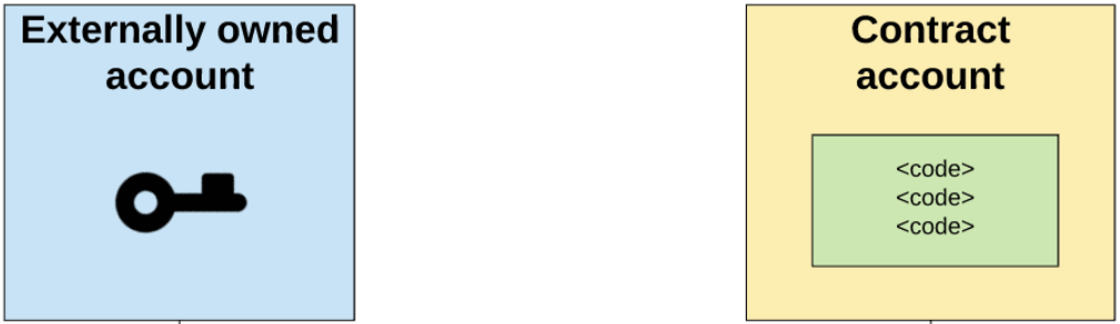 Externally owned
account
Contract
account
<code>
<code>
<code>